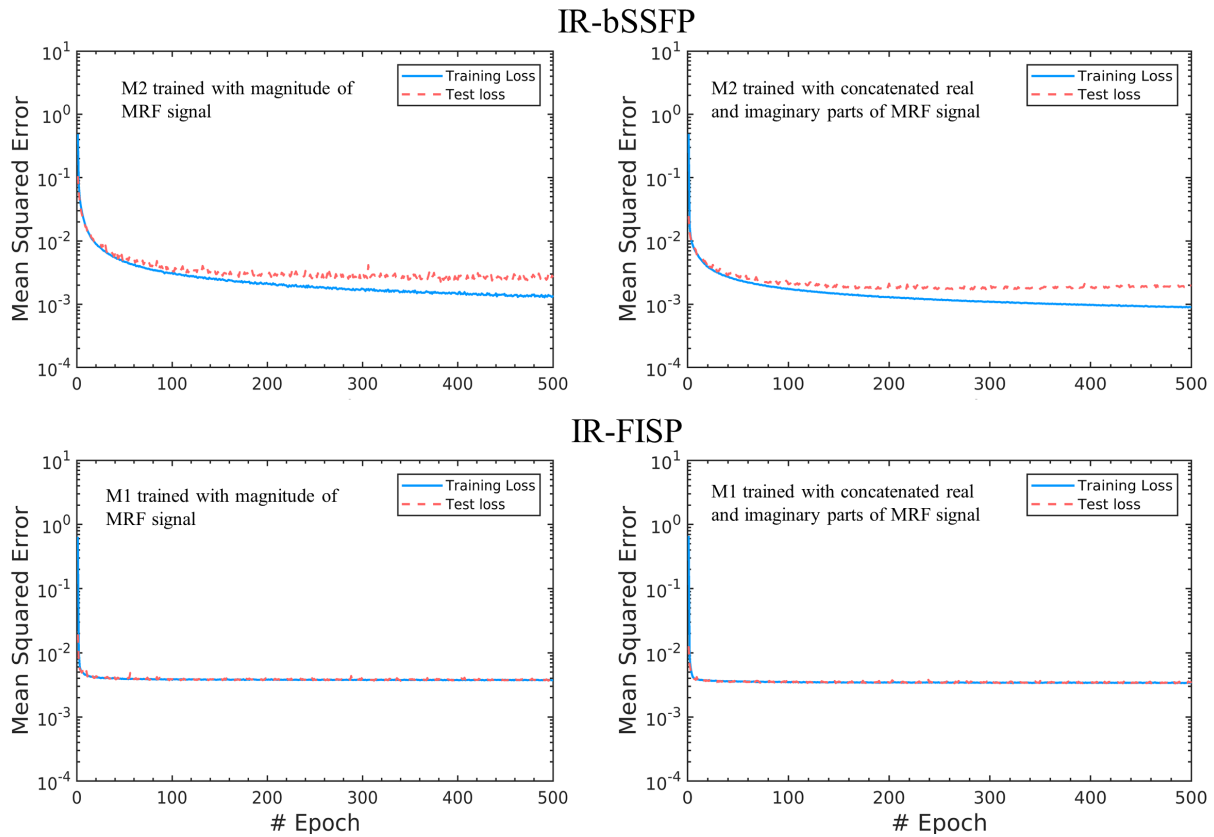 IR-bSSFP
Mean Squared Error
10^1
10^0
10^-1
10^-2
10^-3
10^-4
M2 trained with magnitude of
MRF signal
Training Loss
Test loss
0 100 200 300 400 500
Mean Squared Error
10^1
10^0
10^-1
10^-2
10^-3
10^-4
M2 trained with concatenated real
and imaginary parts of MRF signal
Training Loss
Test loss
0 100 200 300 400 500
IR-FISP
Mean Squared Error
10^1
10^0
10^-1
10^-2
10^-3
10^-4
M1 trained with magnitude of
MRF signal
Training Loss
Test loss
0 100 200 300 400 500
# Epoch
Mean Squared Error
10^1
10^0
10^-1
10^-2
10^-3
10^-4
M1 trained with concatenated real
and imaginary parts of MRF signal
Training Loss
Test loss
0 100 200 300 400 500
# Epoch